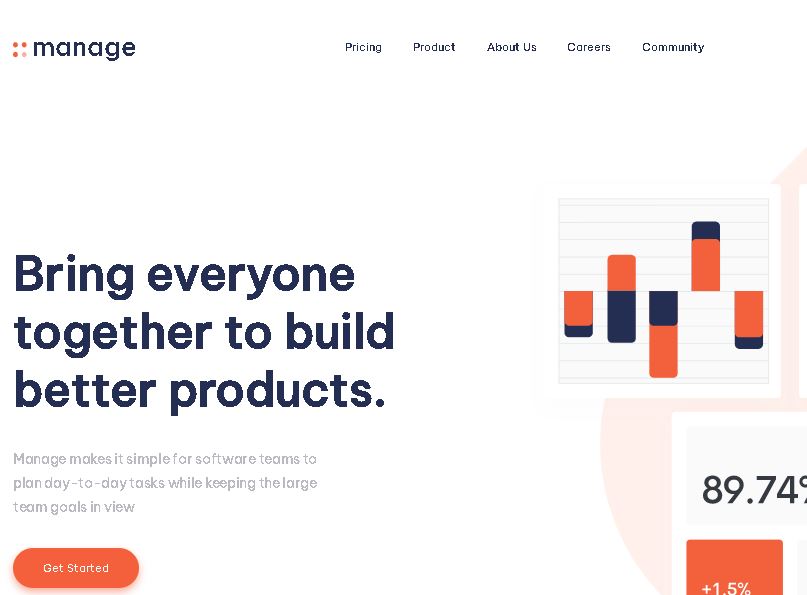 manage
Pricing
Product
About Us
Careers
Community
Bring everyone
together to build
better products.
Manage makes it simple for software teams to
plan day-to-day tasks while keeping the large
team goals in view
Get Started
89.74%
+1.5%